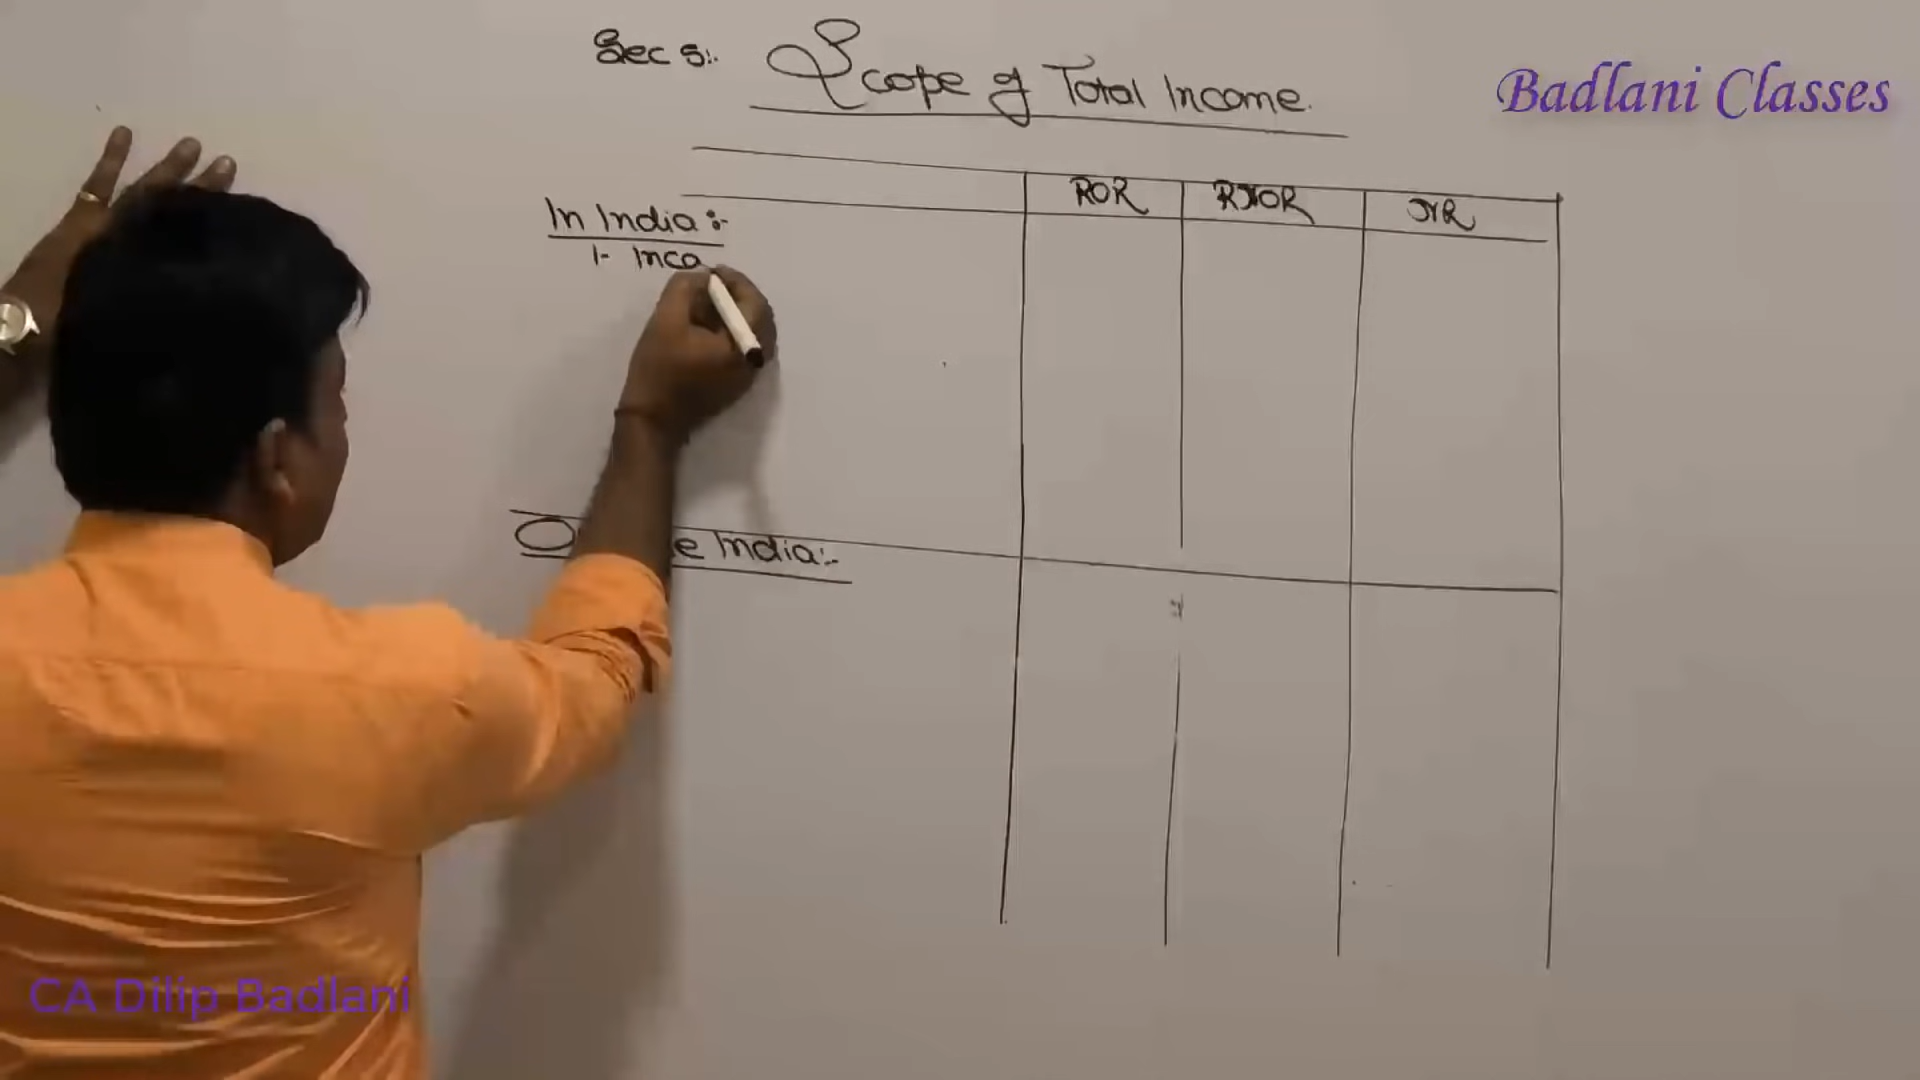 Sec 5:. Scope of Total Income.
Badlani Classes
ROR RNOR NR
In India :-
1- Inco
India:-
CA Dilip Badlani